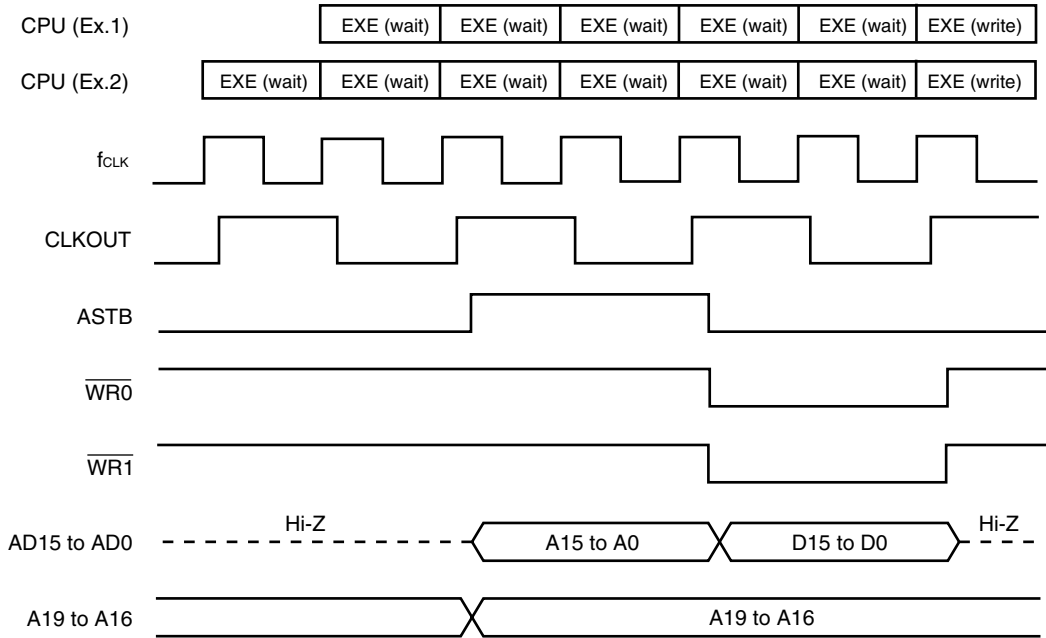 CPU (Ex.1) EXE (wait) EXE (wait) EXE (wait) EXE (wait) EXE (wait) EXE (write)
CPU (Ex.2) EXE (wait) EXE (wait) EXE (wait) EXE (wait) EXE (wait) EXE (wait) EXE (write)
fCLK
CLKOUT
ASTB
WR0
WR1
Hi-Z Hi-Z
AD15 to AD0 A15 to A0 D15 to D0
A19 to A16 A19 to A16